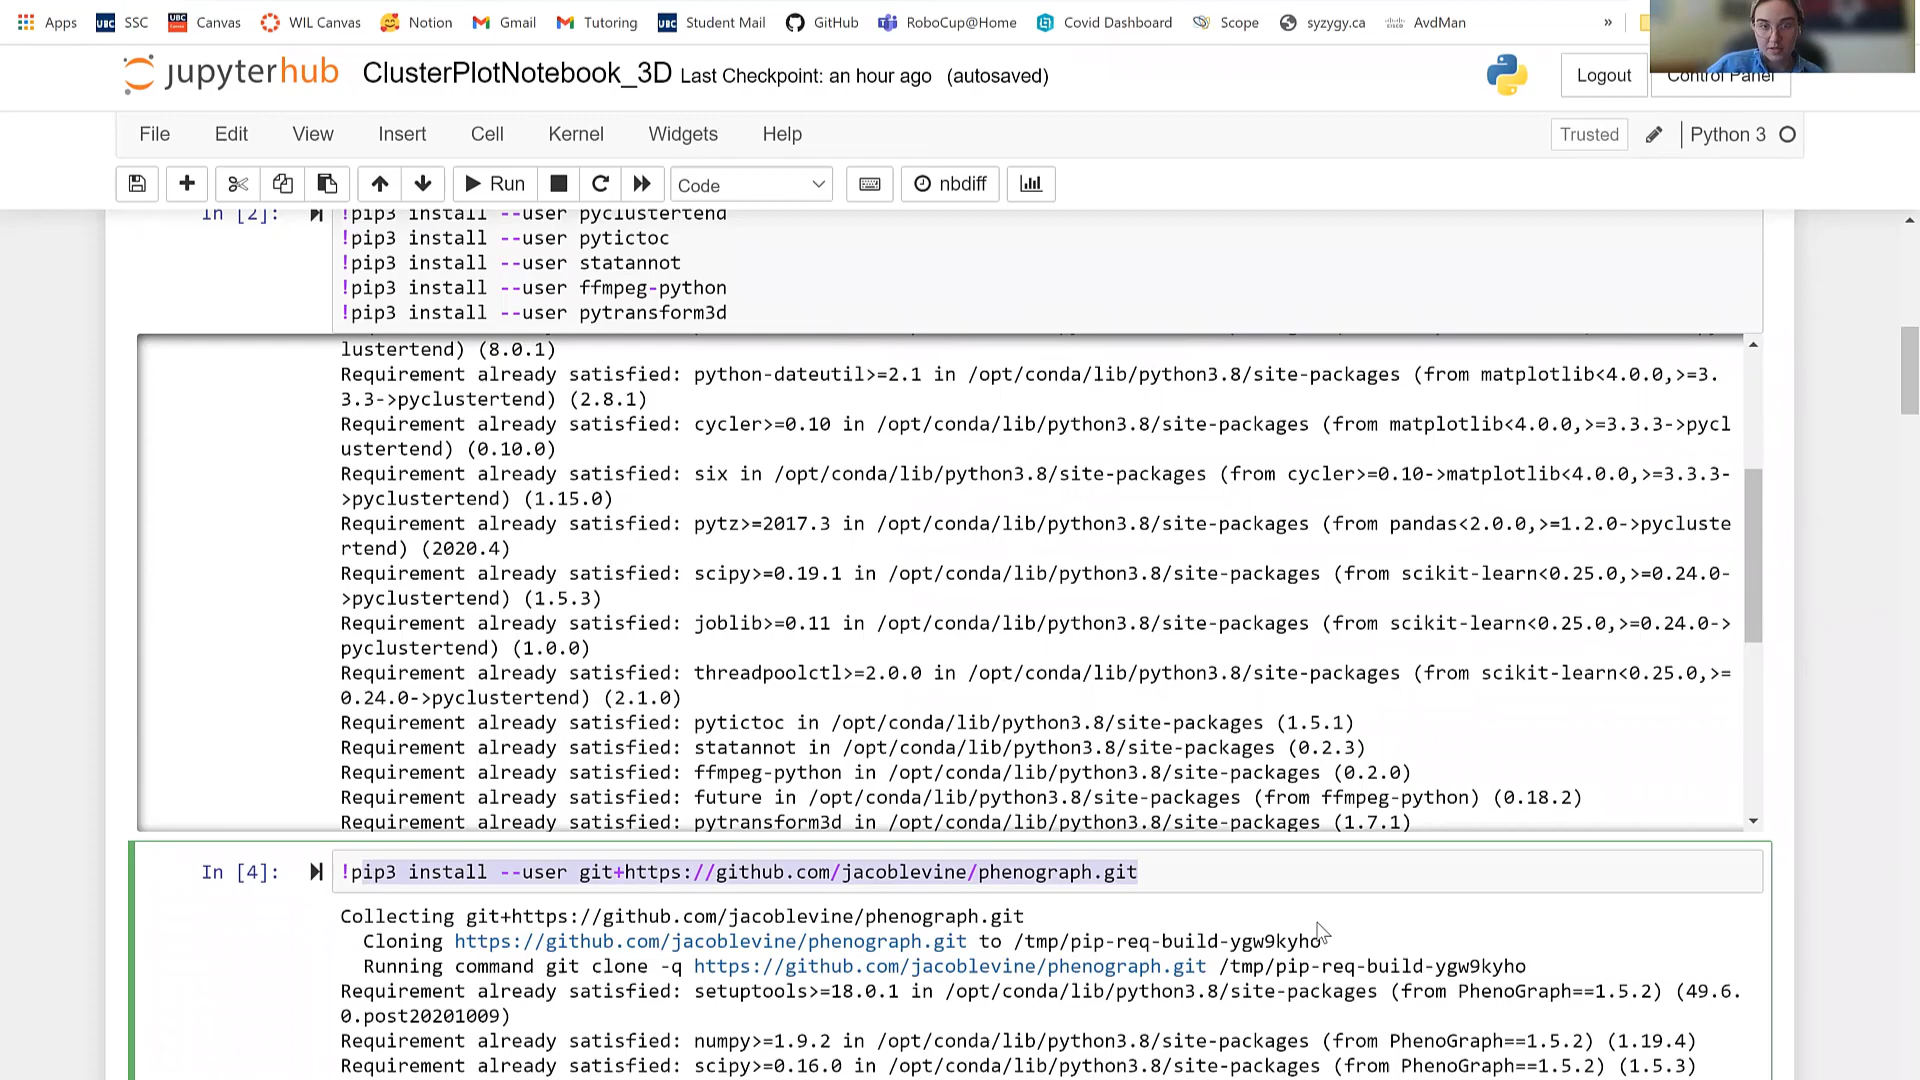 Apps SSC Canvas WIL Canvas Notion Gmail Tutoring Student Mail GitHub RoboCup@Home Covid Dashboard Scope syzygy.ca AvdMan »
jupyterhub ClusterPlotNotebook_3D Last Checkpoint: an hour ago (autosaved) Logout Control Panel
File Edit View Insert Cell Kernel Widgets Help Trusted Python 3
Run Code nbdiff
In [2]: !pip3 install --user pyclustertend
!pip3 install --user pytictoc
!pip3 install --user statannot
!pip3 install --user ffmpeg-python
!pip3 install --user pytransform3d
lustertend) (8.0.1)
Requirement already satisfied: python-dateutil>=2.1 in /opt/conda/lib/python3.8/site-packages (from matplotlib<4.0.0,>=3.
3.3->pyclustertend) (2.8.1)
Requirement already satisfied: cycler>=0.10 in /opt/conda/lib/python3.8/site-packages (from matplotlib<4.0.0,>=3.3.3->pycl
ustertend) (0.10.0)
Requirement already satisfied: six in /opt/conda/lib/python3.8/site-packages (from cycler>=0.10->matplotlib<4.0.0,>=3.3.3-
>pyclustertend) (1.15.0)
Requirement already satisfied: pytz>=2017.3 in /opt/conda/lib/python3.8/site-packages (from pandas<2.0.0,>=1.2.0->pycluste
rtend) (2020.4)
Requirement already satisfied: scipy>=0.19.1 in /opt/conda/lib/python3.8/site-packages (from scikit-learn<0.25.0,>=0.24.0-
>pyclustertend) (1.5.3)
Requirement already satisfied: joblib>=0.11 in /opt/conda/lib/python3.8/site-packages (from scikit-learn<0.25.0,>=0.24.0->
pyclustertend) (1.0.0)
Requirement already satisfied: threadpoolctl>=2.0.0 in /opt/conda/lib/python3.8/site-packages (from scikit-learn<0.25.0,>=
0.24.0->pyclustertend) (2.1.0)
Requirement already satisfied: pytictoc in /opt/conda/lib/python3.8/site-packages (1.5.1)
Requirement already satisfied: statannot in /opt/conda/lib/python3.8/site-packages (0.2.3)
Requirement already satisfied: ffmpeg-python in /opt/conda/lib/python3.8/site-packages (0.2.0)
Requirement already satisfied: future in /opt/conda/lib/python3.8/site-packages (from ffmpeg-python) (0.18.2)
Requirement already satisfied: pytransform3d in /opt/conda/lib/python3.8/site-packages (1.7.1)
In [4]: !pip3 install --user git+https://github.com/jacoblevine/phenograph.git
Collecting git+https://github.com/jacoblevine/phenograph.git
Cloning https://github.com/jacoblevine/phenograph.git to /tmp/pip-req-build-ygw9kyho
Running command git clone -q https://github.com/jacoblevine/phenograph.git /tmp/pip-req-build-ygw9kyho
Requirement already satisfied: setuptools>=18.0.1 in /opt/conda/lib/python3.8/site-packages (from PhenoGraph==1.5.2) (49.6.
0.post20201009)
Requirement already satisfied: numpy>=1.9.2 in /opt/conda/lib/python3.8/site-packages (from PhenoGraph==1.5.2) (1.19.4)
Requirement already satisfied: scipy>=0.16.0 in /opt/conda/lib/python3.8/site-packages (from PhenoGraph==1.5.2) (1.5.3)